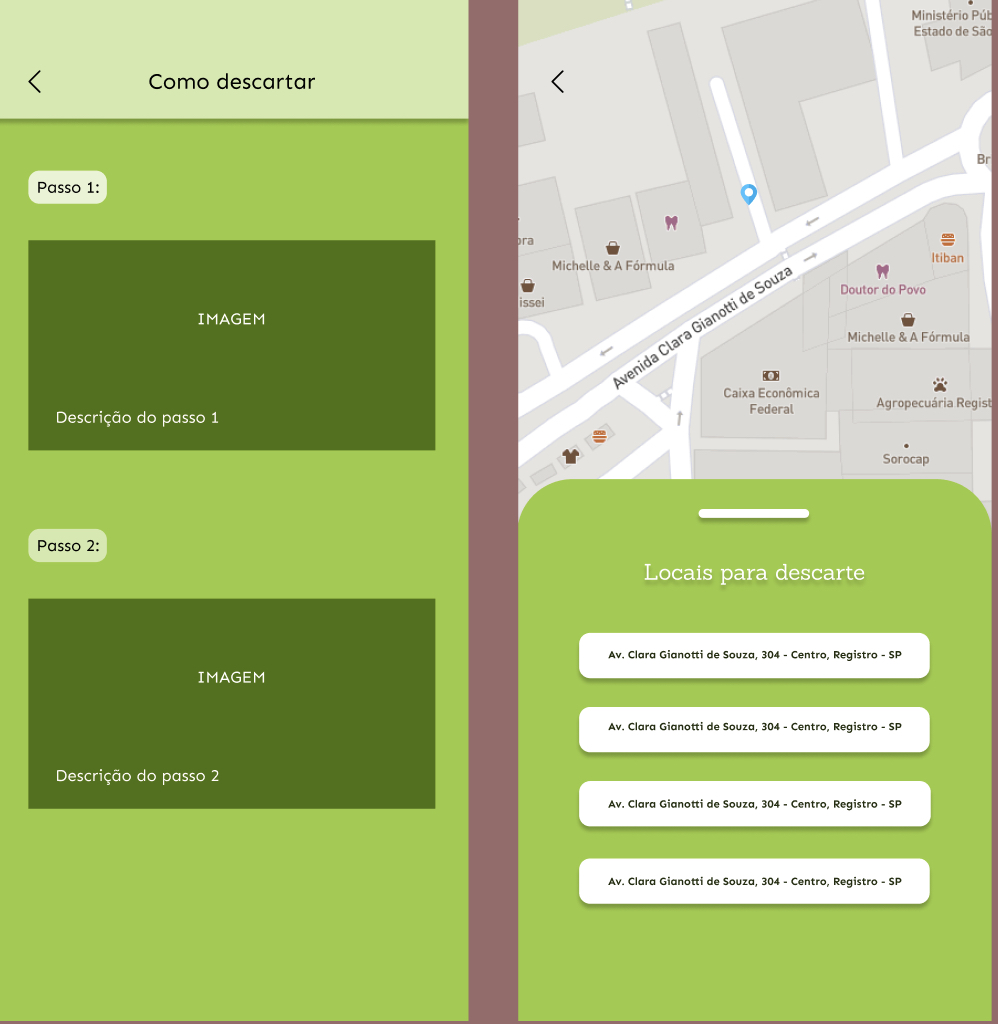 Como descartar
Passo 1:
IMAGEM
Descrição do passo 1
Passo 2:
IMAGEM
Descrição do passo 2
Ministério Púb
Estado de São
Br
ora
Michelle & A Fórmula
issei
Itiban
Doutor do Povo
Michelle & A Fórmula
Avenida Clara Gianotti de Souza
Caixa Econômica
Federal
Agropecuária Regist
Sorocap
Locais para descarte
Av. Clara Gianotti de Souza, 304 - Centro, Registro - SP
Av. Clara Gianotti de Souza, 304 - Centro, Registro - SP
Av. Clara Gianotti de Souza, 304 - Centro, Registro - SP
Av. Clara Gianotti de Souza, 304 - Centro, Registro - SP